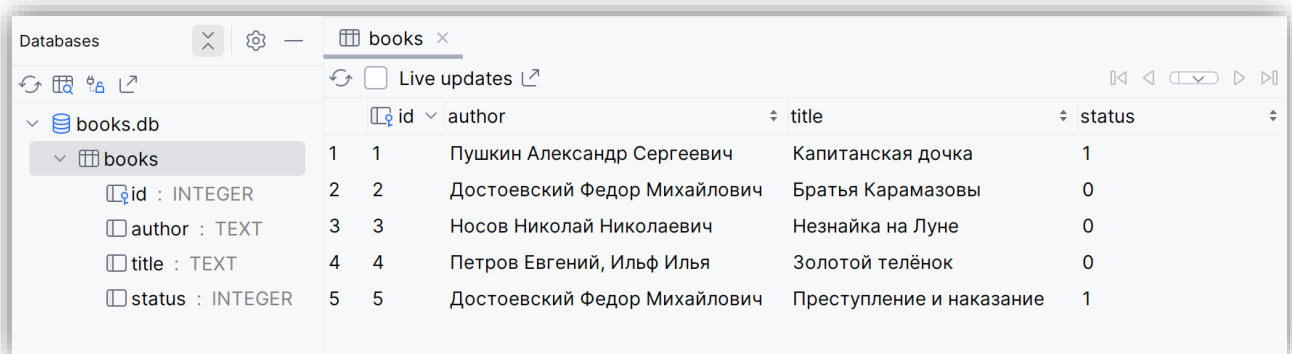 Databases
books.db
books
id : INTEGER
author : TEXT
title : TEXT
status : INTEGER
books
Live updates
id author title status
1 1 Пушкин Александр Сергеевич Капитанская дочка 1
2 2 Достоевский Федор Михайлович Братья Карамазовы 0
3 3 Носов Николай Николаевич Незнайка на Луне 0
4 4 Петров Евгений, Ильф Илья Золотой телёнок 0
5 5 Достоевский Федор Михайлович Преступление и наказание 1